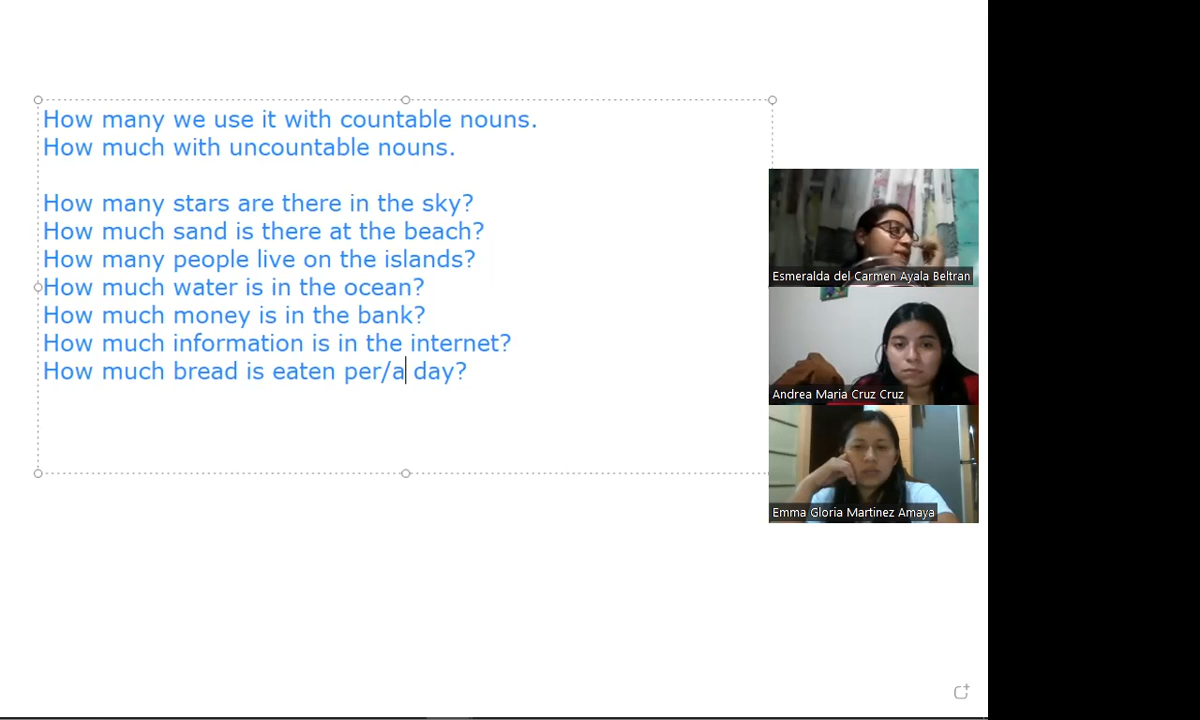 How many we use it with countable nouns.
How much with uncountable nouns.
How many stars are there in the sky?
How much sand is there at the beach?
How many people live on the islands?
How much water is in the ocean?
How much money is in the bank?
How much information is in the internet?
How much bread is eaten per/a day?
Esmeralda del Carmen Ayala Beltran
Andrea Maria Cruz Cruz
Emma Gloria Martinez Amaya